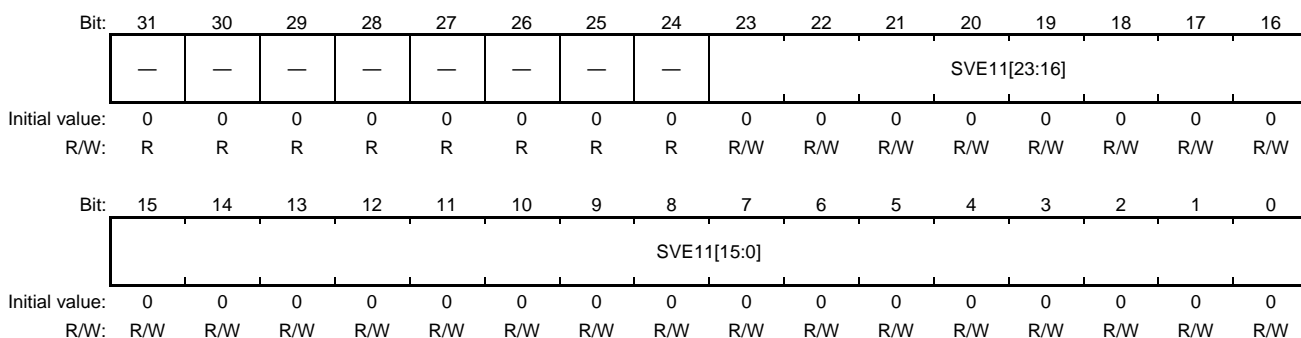 Bit: 31 30 29 28 27 26 25 24 23 22 21 20 19 18 17 16
— — — — — — — — SVE11[23:16]
Initial value: 0 0 0 0 0 0 0 0 0 0 0 0 0 0 0 0
R/W: R R R R R R R R R/W R/W R/W R/W R/W R/W R/W R/W
Bit: 15 14 13 12 11 10 9 8 7 6 5 4 3 2 1 0
SVE11[15:0]
Initial value: 0 0 0 0 0 0 0 0 0 0 0 0 0 0 0 0
R/W: R/W R/W R/W R/W R/W R/W R/W R/W R/W R/W R/W R/W R/W R/W R/W R/W